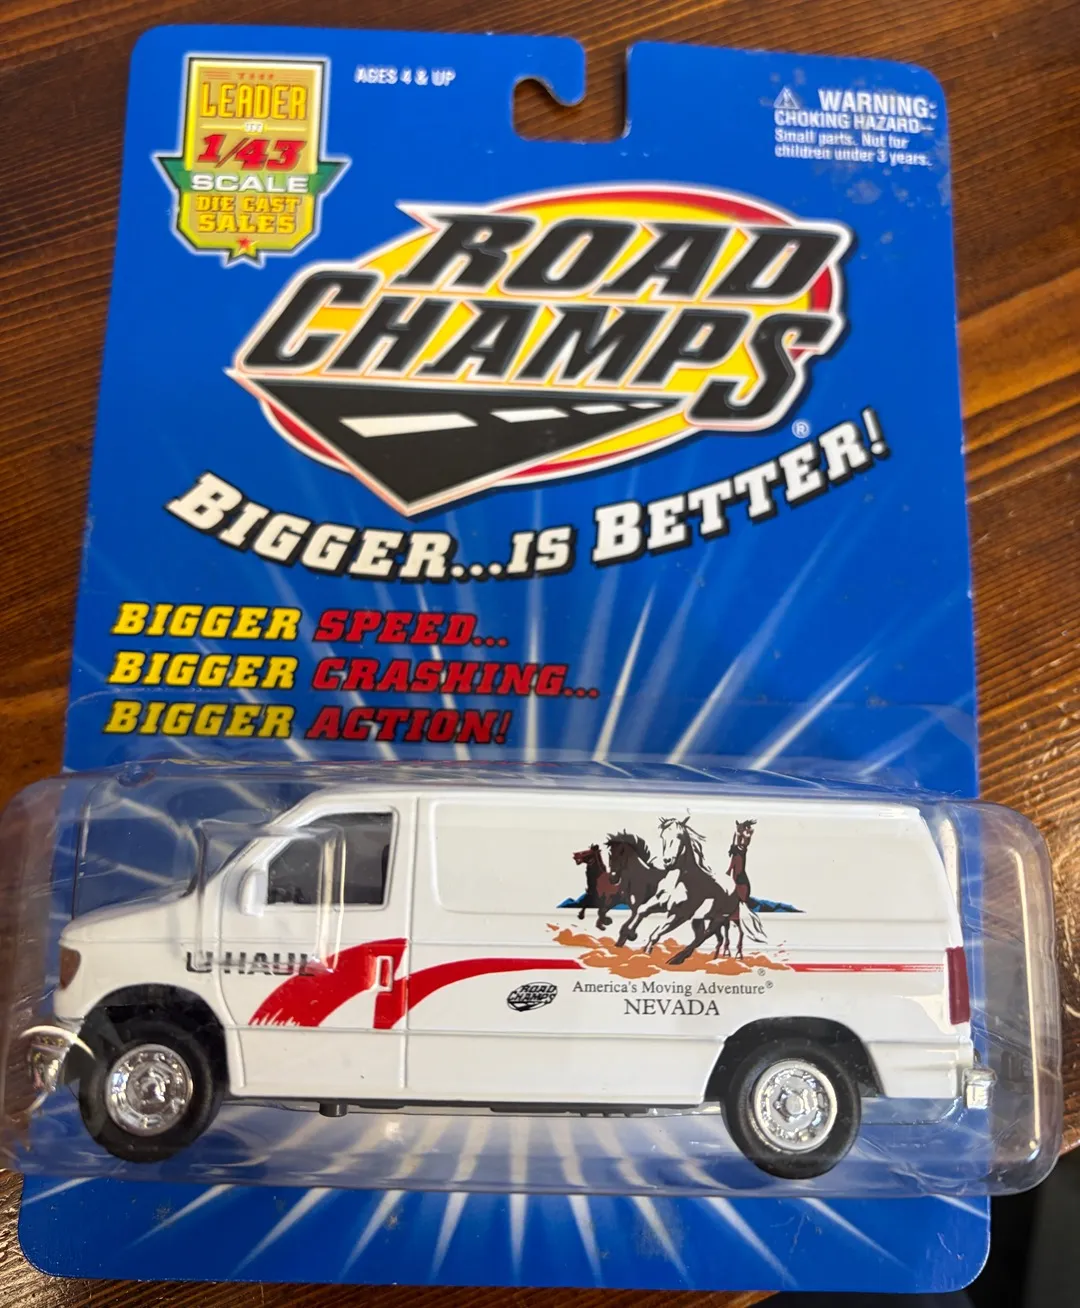 THE
LEADER
IN
1/43
SCALE
DIE CAST
SALES
AGES 4 & UP
WARNING:
CHOKING HAZARD--
Small parts. Not for
children under 3 years.
ROAD
CHAMPS
®
BIGGER...IS BETTER!
BIGGER SPEED...
BIGGER CRASHING...
BIGGER ACTION!
U-HAUL
ROAD
CHAMPS
®
America's Moving Adventure®
NEVADA